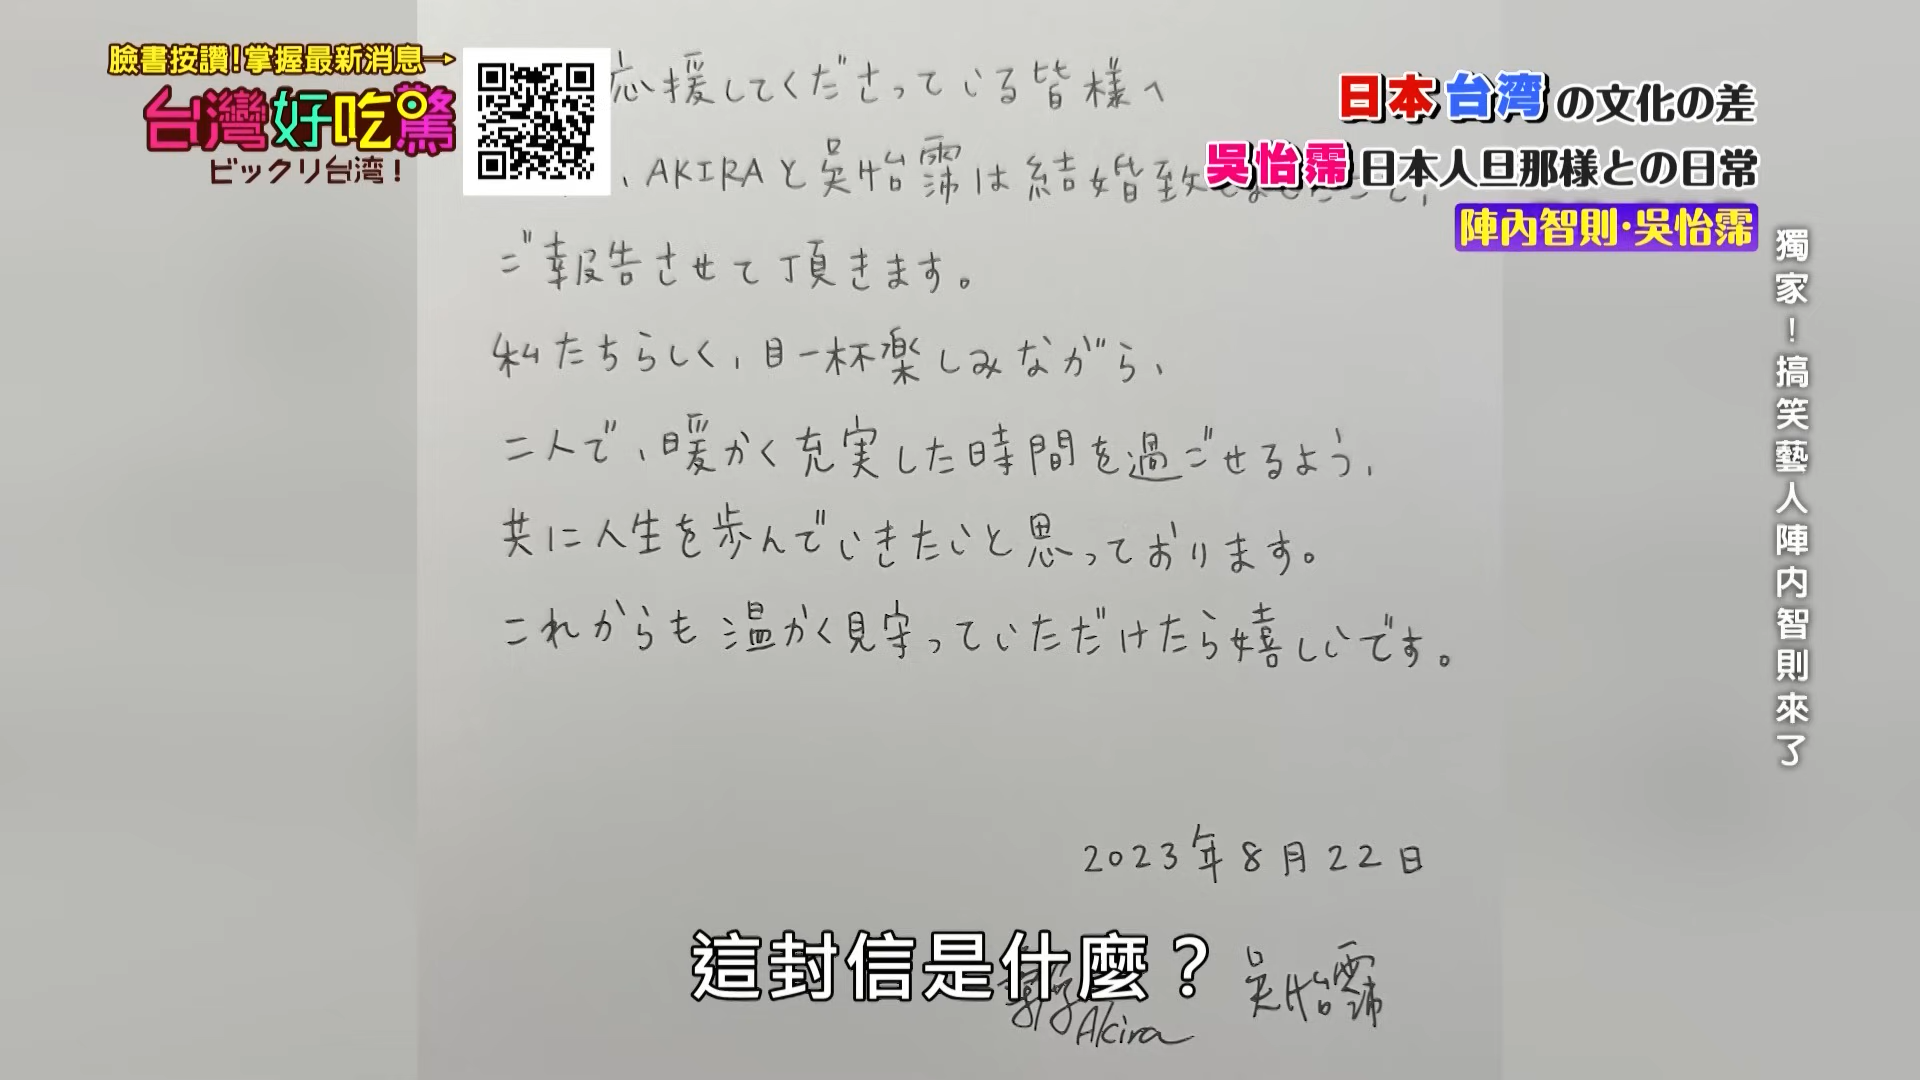 臉書按讚!掌握最新消息→
台灣好吃驚
ビックリ台湾!
日本台湾の文化の差
吳怡霈日本人旦那様との日常
陣內智則·吳怡霈
獨家!搞笑藝人陣内智則來了
応援してくださっている皆様へ
、AKIRAと吳怡霈は結婚致
ご報告させて頂きます。
私たちらしく、目一杯楽しみながら、
二人で、暖かく充実した時間を過ごせるよう、
共に人生を歩んでいきたいと思っております。
これからも温かく見守っていただけたら嬉しいです。
2023年8月22日
Akira 吳怡霈
這封信是什麼?